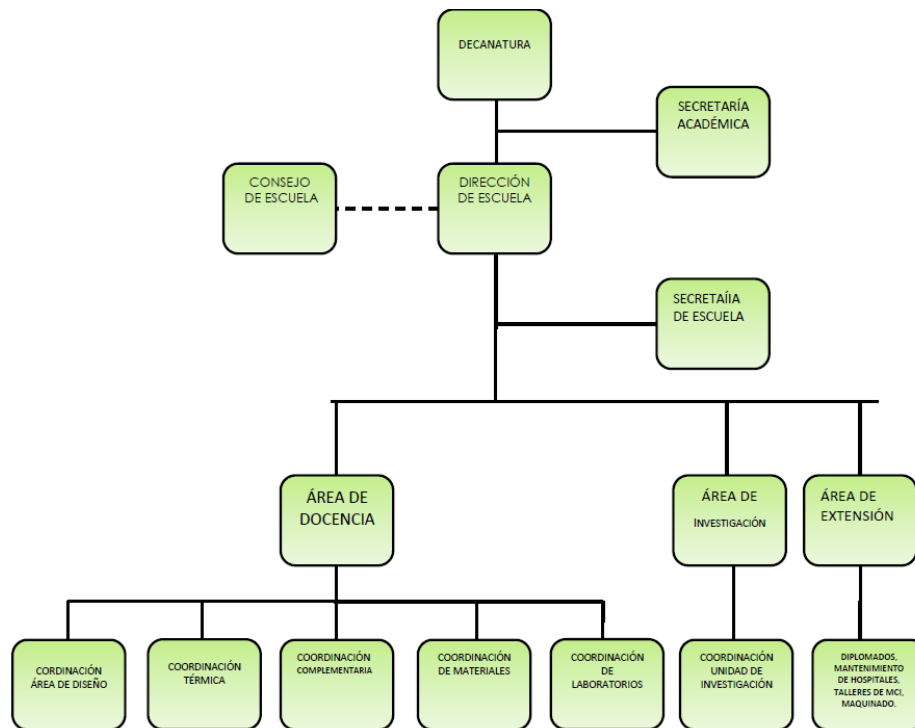 DECANATURA
SECRETARÍA
ACADÉMICA
CONSEJO
DE ESCUELA
DIRECCIÓN
DE ESCUELA
SECRETAÍIA
DE ESCUELA
ÁREA DE
DOCENCIA
ÁREA DE
INVESTIGACIÓN
ÁREA DE
EXTENSIÓN
CORDINACIÓN
ÁREA DE DISEÑO
COORDINACIÓN
TÉRMICA
COORDINACIÓN
COMPLEMENTARIA
COORDINACIÓN
DE MATERIALES
COORDINACIÓN
DE
LABORATORIOS
COORDINACIÓN
UNIDAD DE
INVESTIGACIÓN
DIPLOMADOS,
MANTENIMIENTO
DE HOSPITALES,
TALLERES DE MCI,
MAQUINADO.